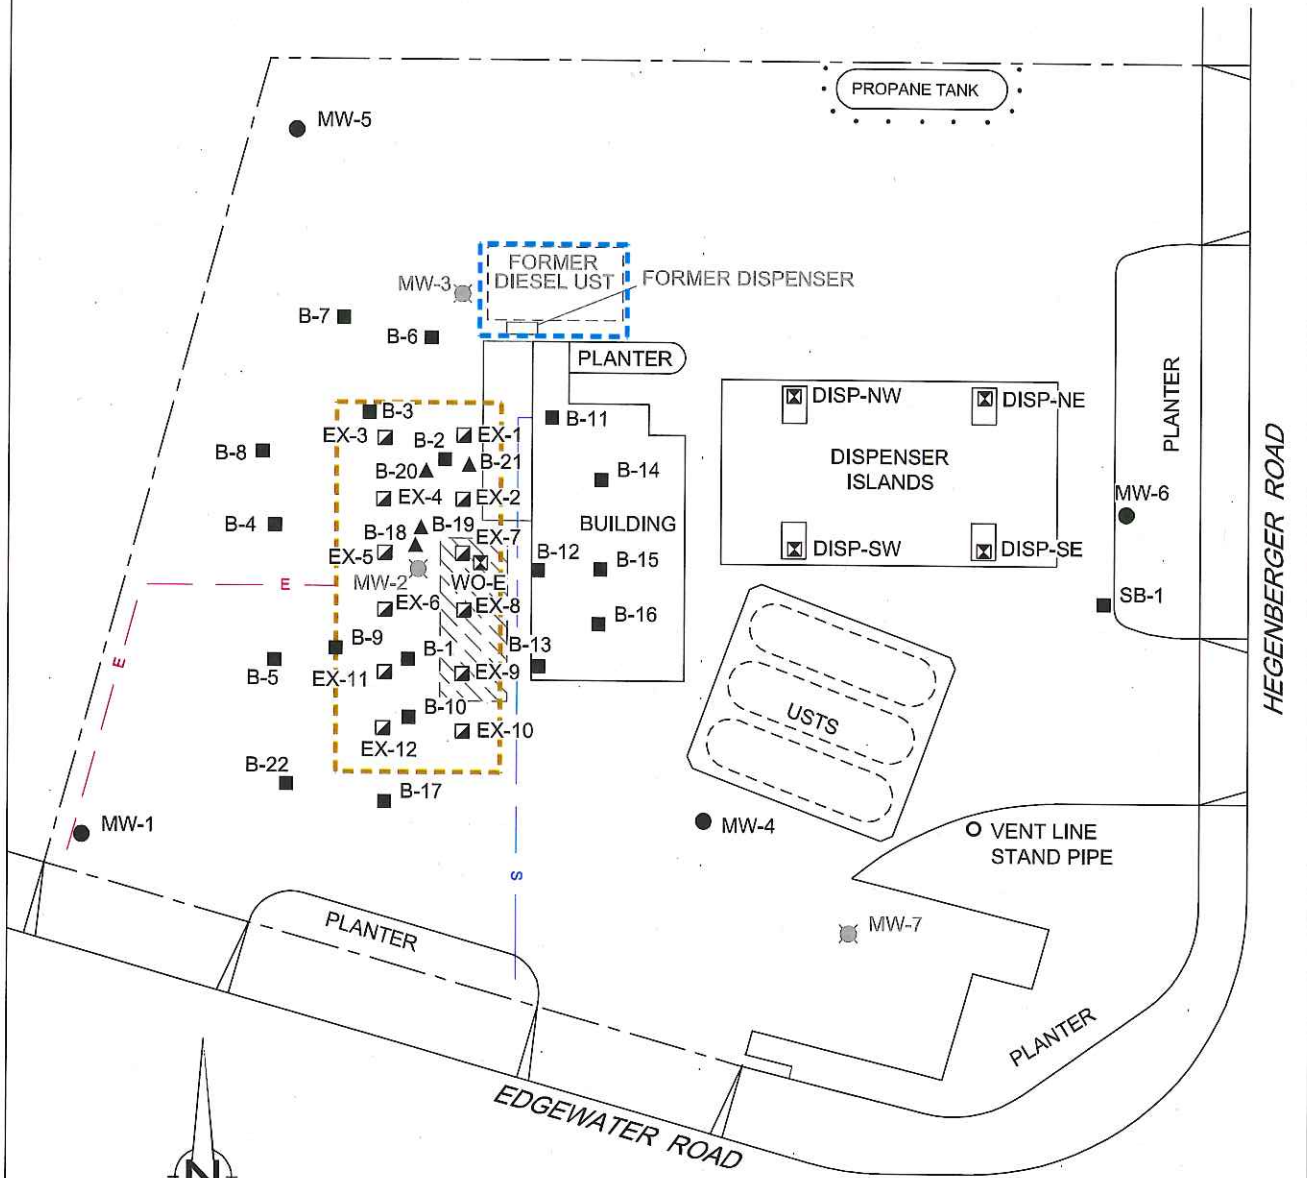 PROPANE TANK
MW-5
FORMER
DIESEL UST
MW-3
FORMER DISPENSER
B-7
B-6
PLANTER
PLANTER
B-3
DISP-NW
DISP-NE
EX-3
EX-1
B-11
B-2
B-8
B-20
B-21
B-14
DISPENSER
ISLANDS
EX-4
EX-2
MW-6
B-4
B-18
B-19
BUILDING
EX-7
EX-5
B-12
DISP-SW
DISP-SE
MW-2
WO-E
B-15
E
EX-6
EX-8
B-16
SB-1
HEGENBERGER ROAD
B-9
B-1
B-13
E
B-5
EX-11
EX-9
B-10
USTS
EX-12
EX-10
B-22
B-17
MW-1
MW-4
VENT LINE
STAND PIPE
S
PLANTER
MW-7
PLANTER
EDGEWATER ROAD
N